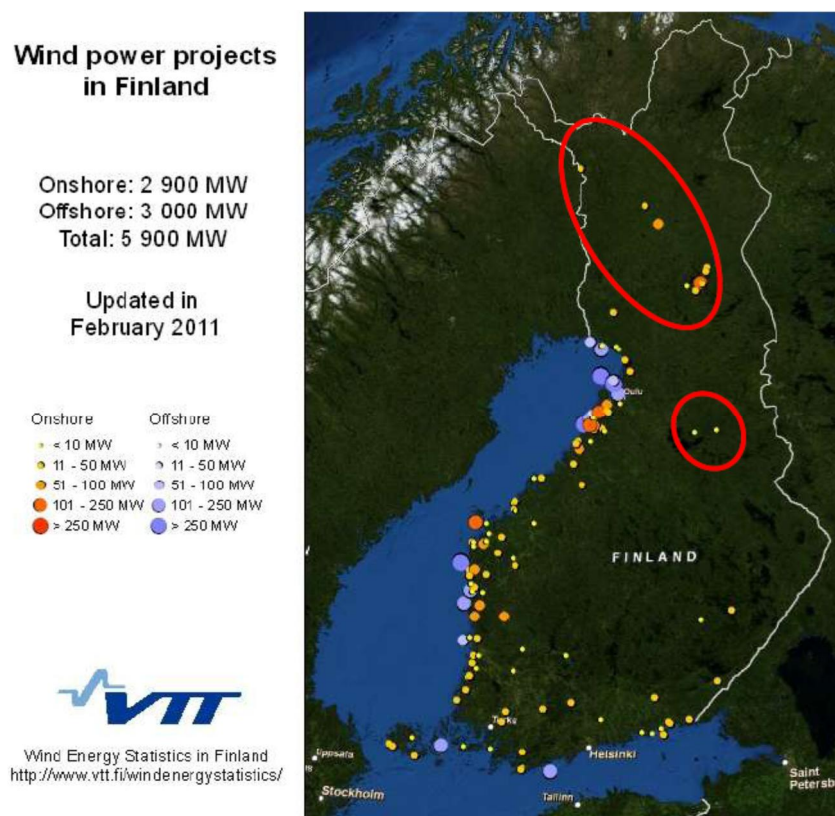 Wind power projects
in Finland
Onshore: 2 900 MW
Offshore: 3 000 MW
Total: 5 900 MW
Updated in
February 2011
Onshore Offshore
< 10 MW < 10 MW
11 - 50 MW 11 - 50 MW
51 - 100 MW 51 - 100 MW
101 - 250 MW 101 - 250 MW
> 250 MW > 250 MW
VTT
Wind Energy Statistics in Finland
http://www.vtt.fi/windenergystatistics/
Oulu
FINLAND
Turku
Helsinki
Uppsala
Stockholm
Tallinn
Saint
Petersb